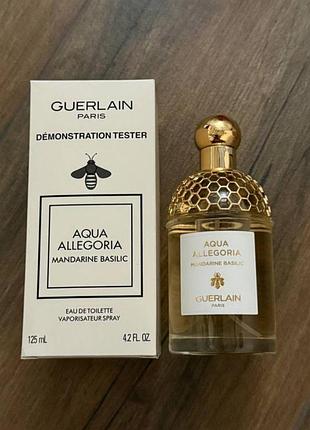 GUERLAIN
PARIS
DÉMONSTRATION TESTER
AQUA
ALLEGORIA
MANDARINE BASILIC
EAU DE TOILETTE
VAPORISATEUR SPRAY
125 mL 4.2 FL. OZ.
AQUA
ALLEGORIA
MANDARINE BASILIC
GUERLAIN
PARIS